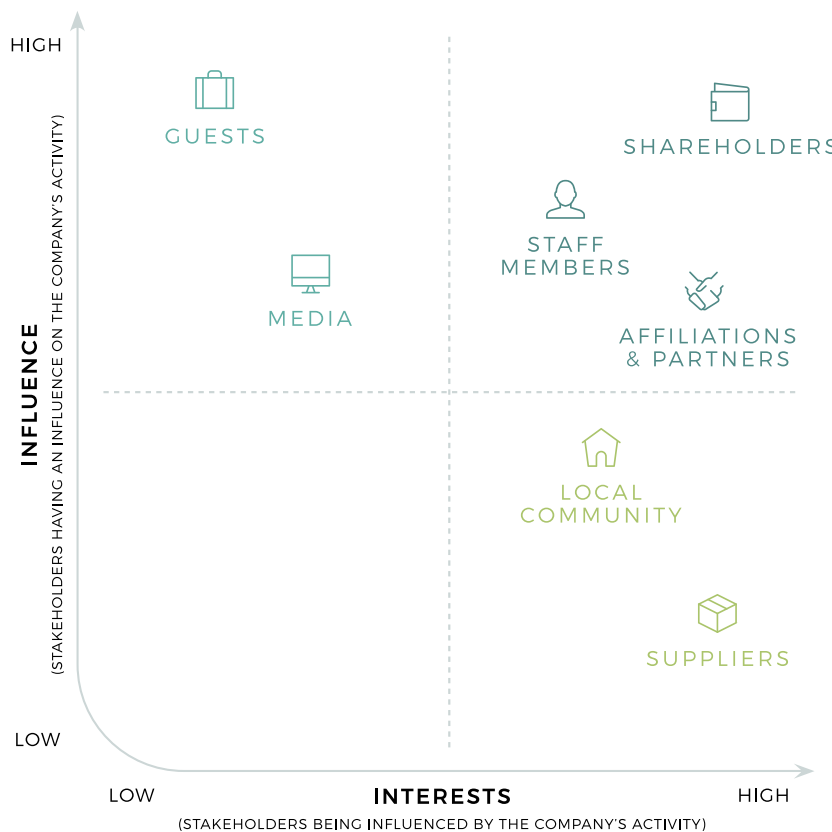 HIGH
GUESTS
SHAREHOLDERS
STAFF
MEMBERS
MEDIA
AFFILIATIONS
& PARTNERS
INFLUENCE
(STAKEHOLDERS HAVING AN INFLUENCE ON THE COMPANY'S ACTIVITY)
LOCAL
COMMUNITY
SUPPLIERS
LOW
LOW
INTERESTS
HIGH
(STAKEHOLDERS BEING INFLUENCED BY THE COMPANY'S ACTIVITY)